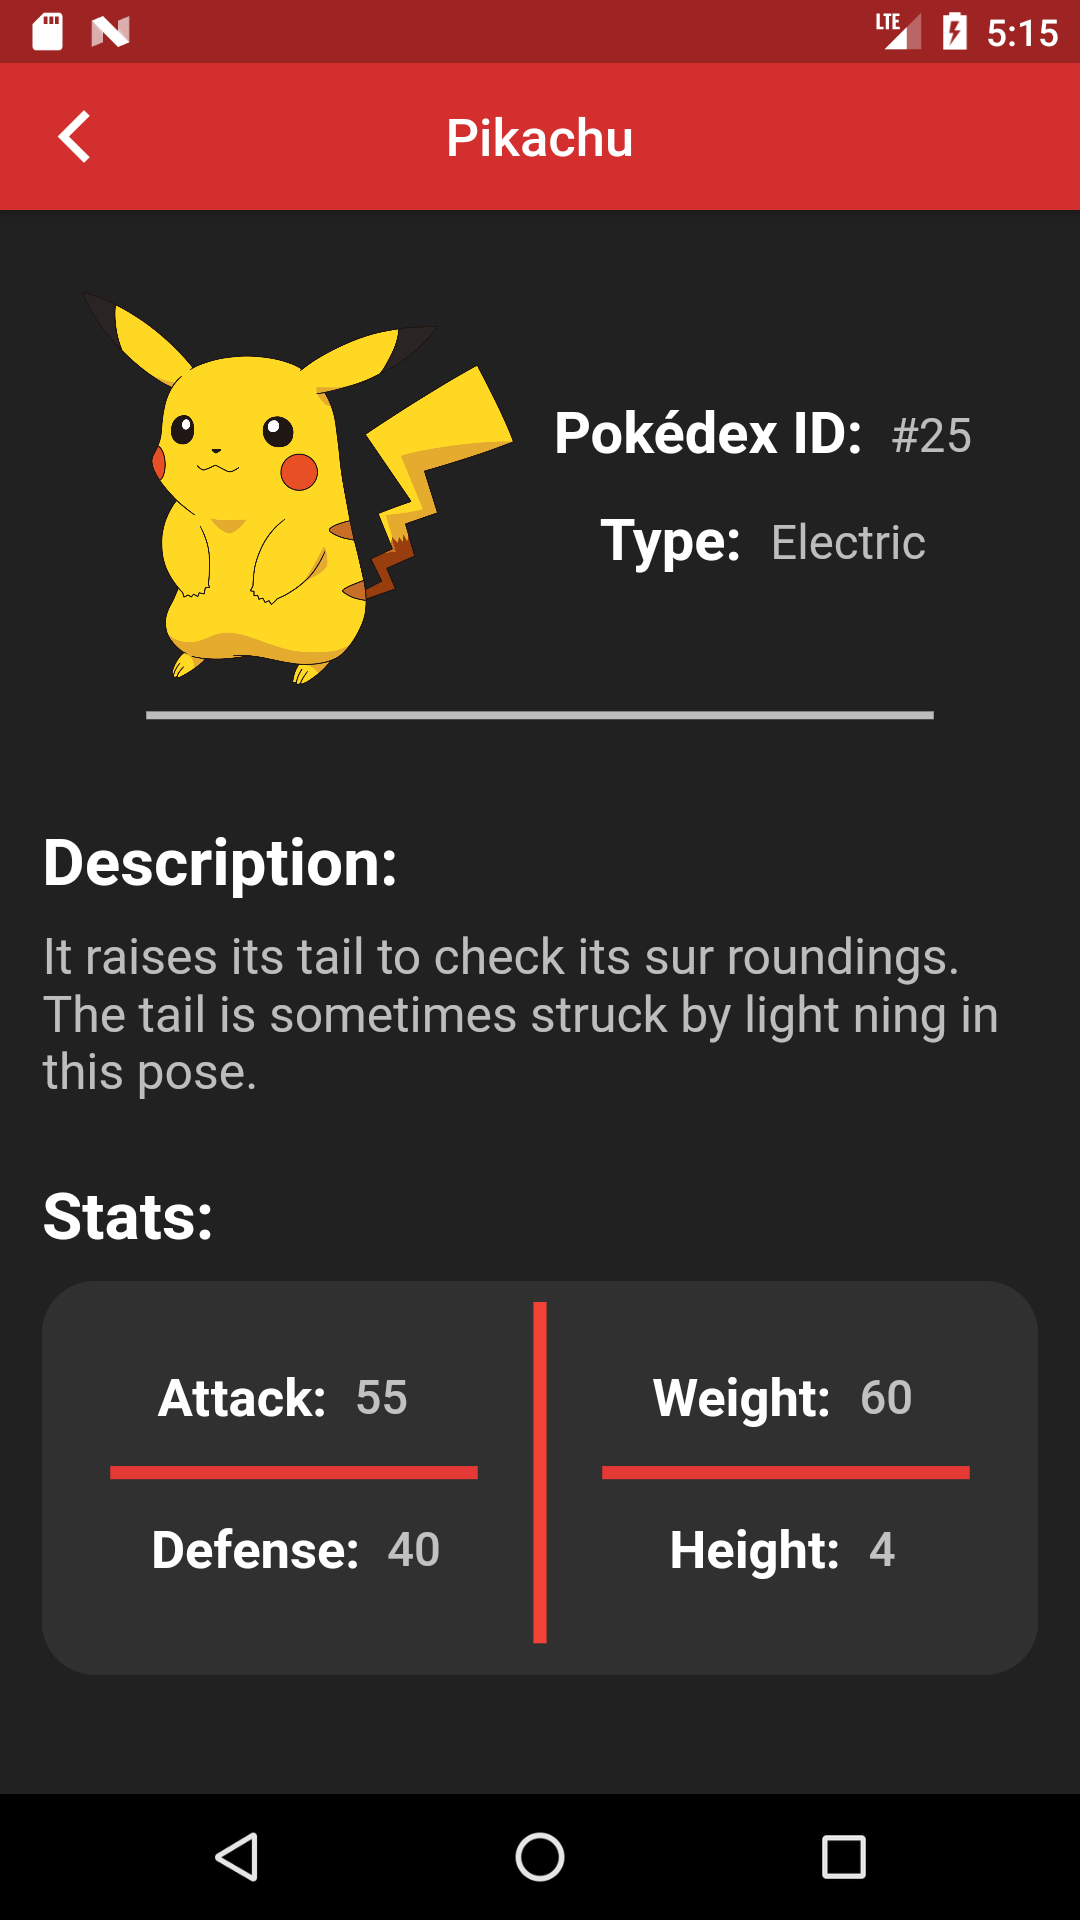 LTE 5:15
Pikachu
Pokédex ID: #25
Type: Electric
Description:
It raises its tail to check its sur roundings.
The tail is sometimes struck by light ning in
this pose.
Stats:
Attack: 55
Weight: 60
Defense: 40
Height: 4